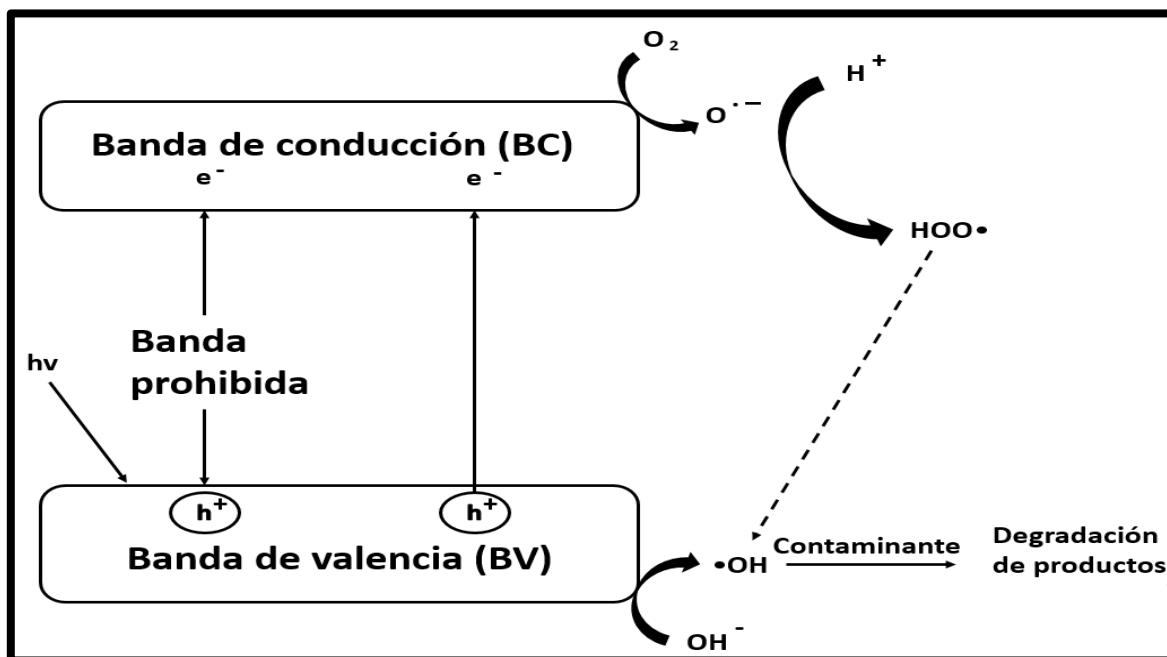 O₂
H⁺
O·⁻
Banda de conducción (BC)
e⁻ e⁻
HOO•
Banda
prohibida
hv
h⁺ h⁺
Banda de valencia (BV)
•OH
Contaminante
Degradación
de productos
OH⁻